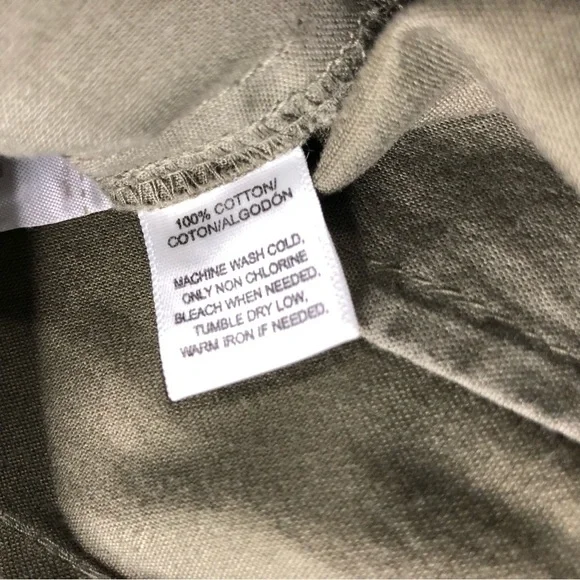 100% COTTON/
COTON/ALGODÓN
MACHINE WASH COLD,
ONLY NON CHLORINE
BLEACH WHEN NEEDED,
TUMBLE DRY LOW,
WARM IRON IF NEEDED.